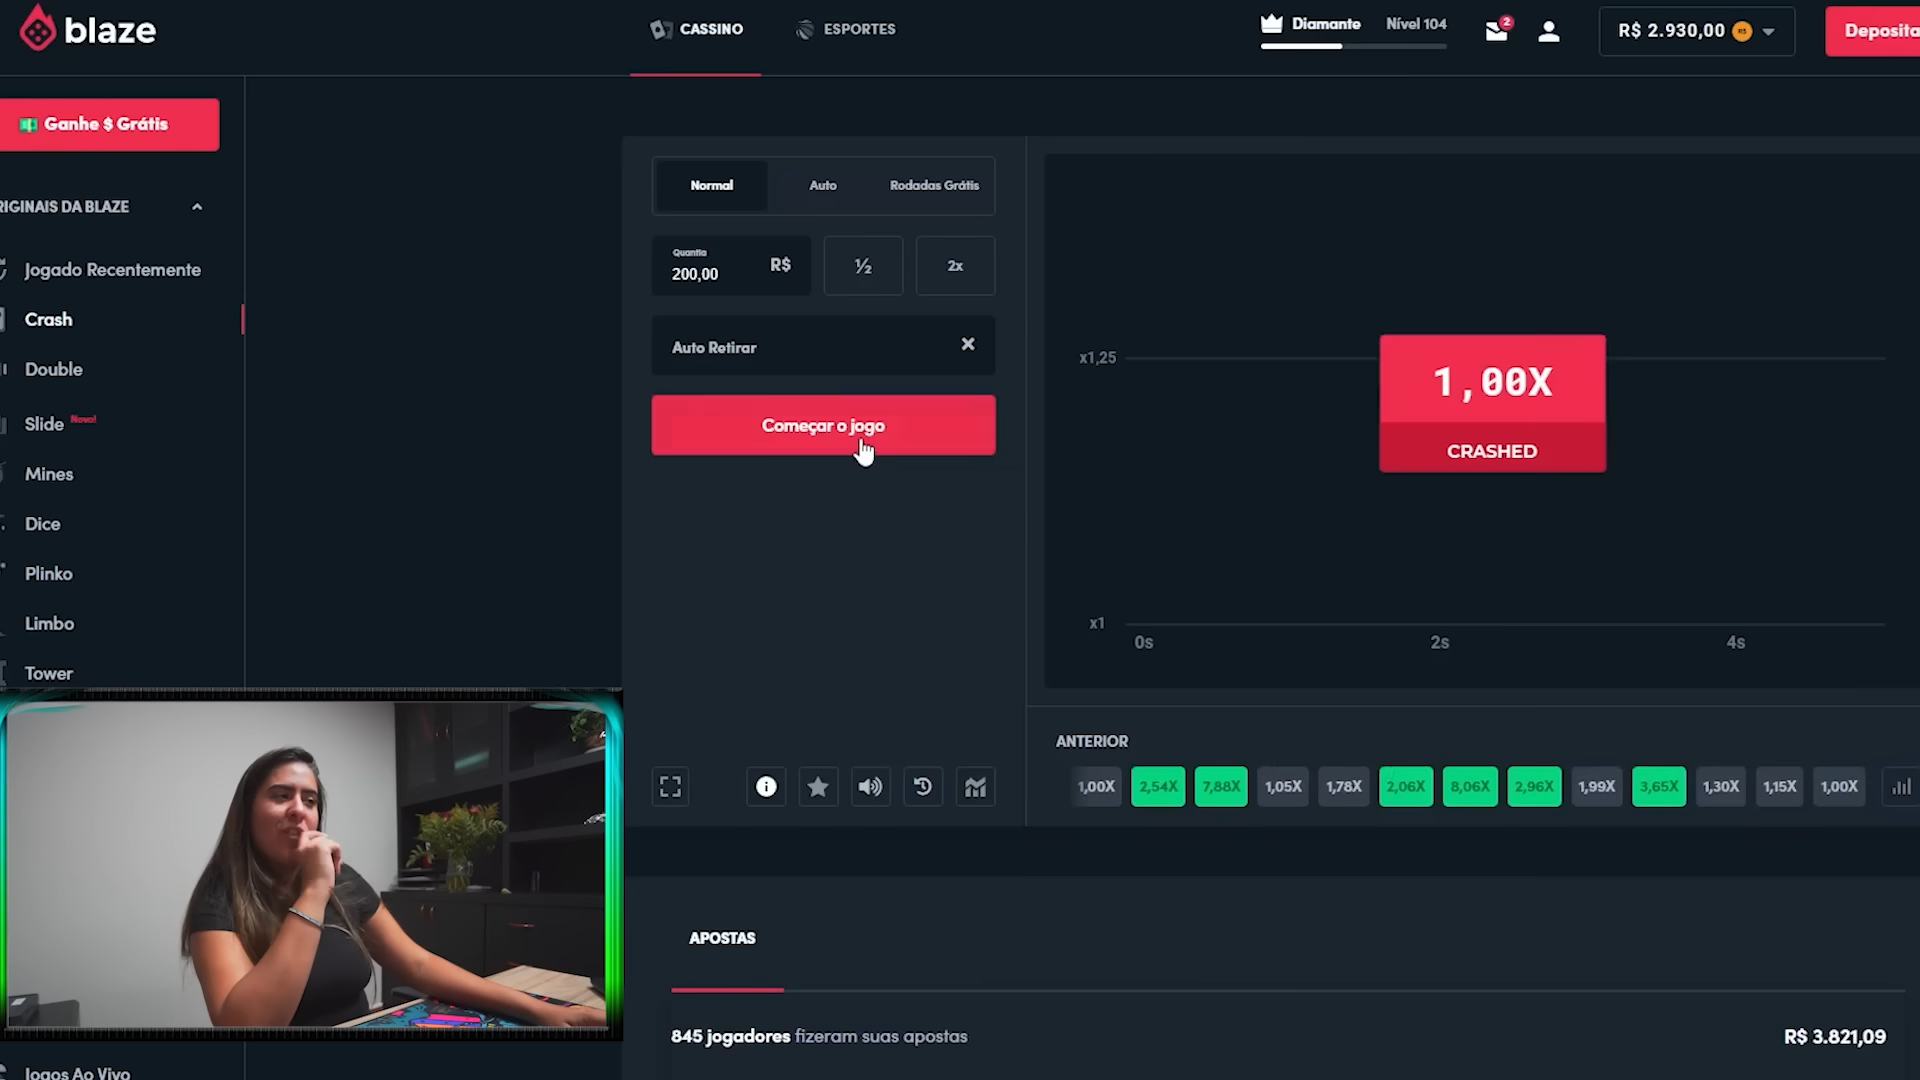 blaze
CASSINO
ESPORTES
Diamante
Nível 104
2
R$ 2.930,00
R$
Deposita
Ganhe $ Grátis
RIGINAIS DA BLAZE
Jogado Recentemente
Crash
Double
Slide Novo!
Mines
Dice
Plinko
Limbo
Tower
Jogos Ao Vivo
Normal
Auto
Rodadas Grátis
Quantia
200,00
R$
½
2x
Auto Retirar
Começar o jogo
x1,25
1,00X
CRASHED
x1
0s
2s
4s
ANTERIOR
1,00X
2,54X
7,88X
1,05X
1,78X
2,06X
8,06X
2,96X
1,99X
3,65X
1,30X
1,15X
1,00X
APOSTAS
845 jogadores fizeram suas apostas
R$ 3.821,09